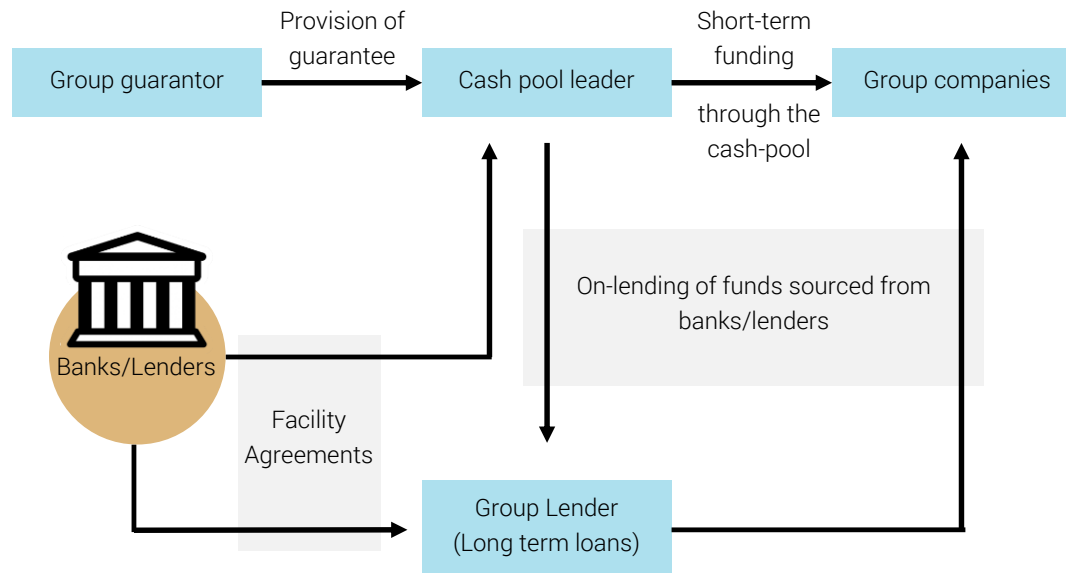 Provision of
guarantee
Short-term
funding
Group guarantor
Cash pool leader
Group companies
through the
cash-pool
On-lending of funds sourced from
banks/lenders
Banks/Lenders
Facility
Agreements
Group Lender
(Long term loans)